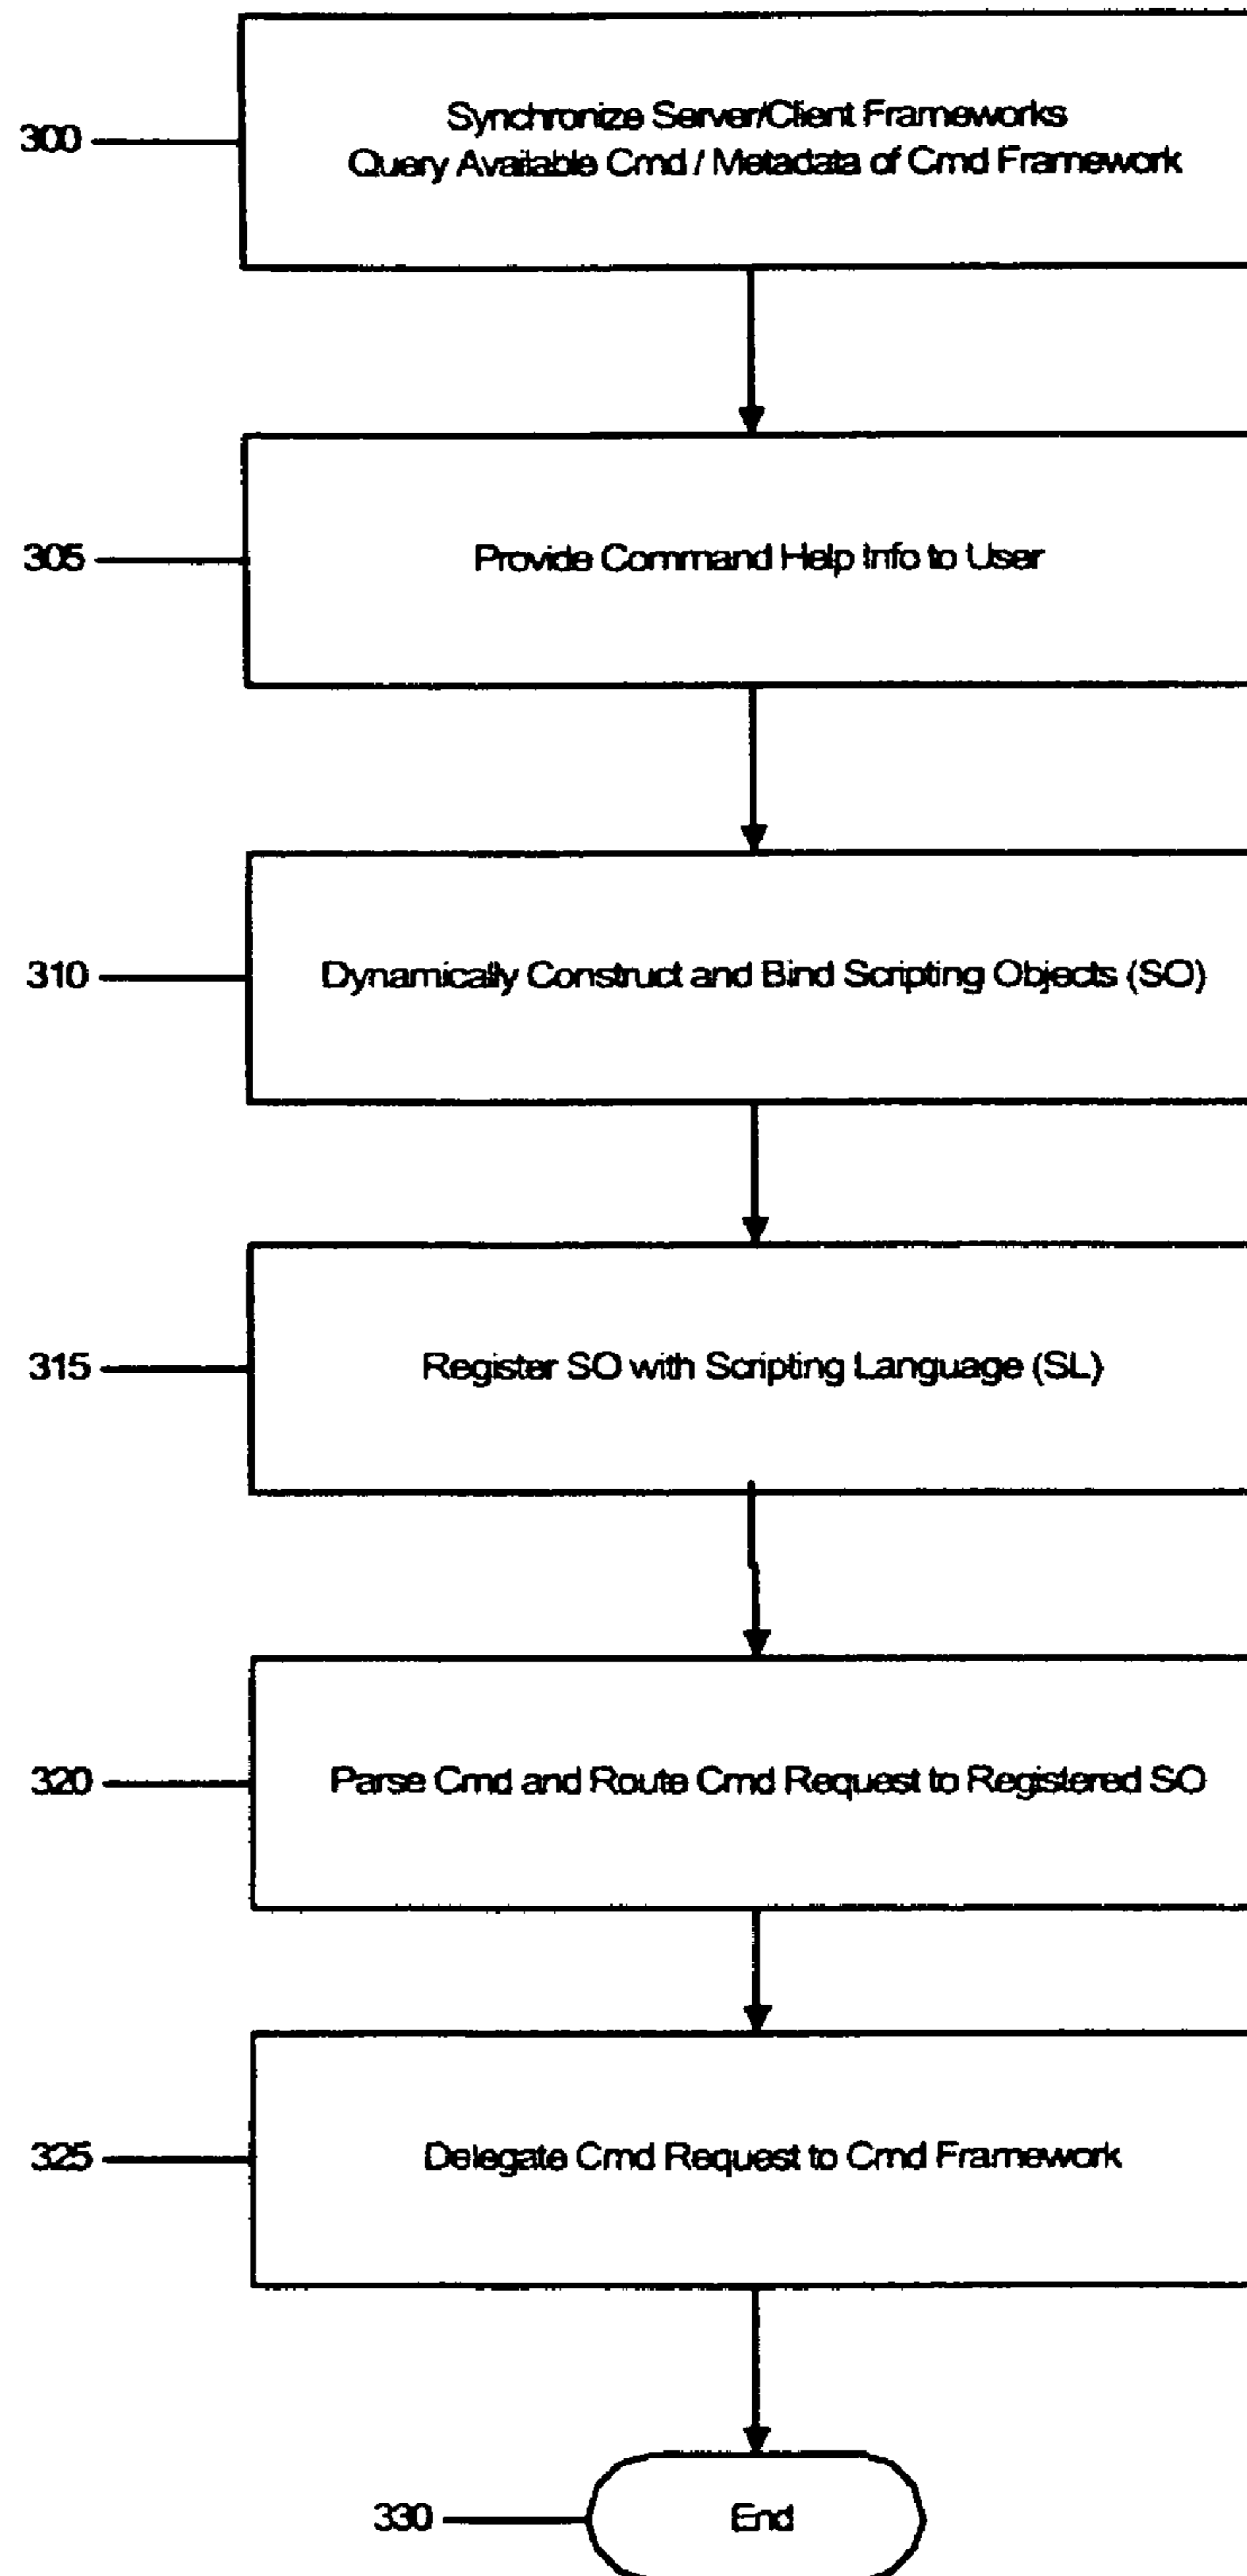 300
Synchronize Server/Client Frameworks
Query Available Cmd / Metadata of Cmd Framework
305
Provide Command Help Info to User
310
Dynamically Construct and Bind Scripting Objects (SO)
315
Register SO with Scripting Language (SL)
320
Parse Cmd and Route Cmd Request to Registered SO
325
Delegate Cmd Request to Cmd Framework
330
End